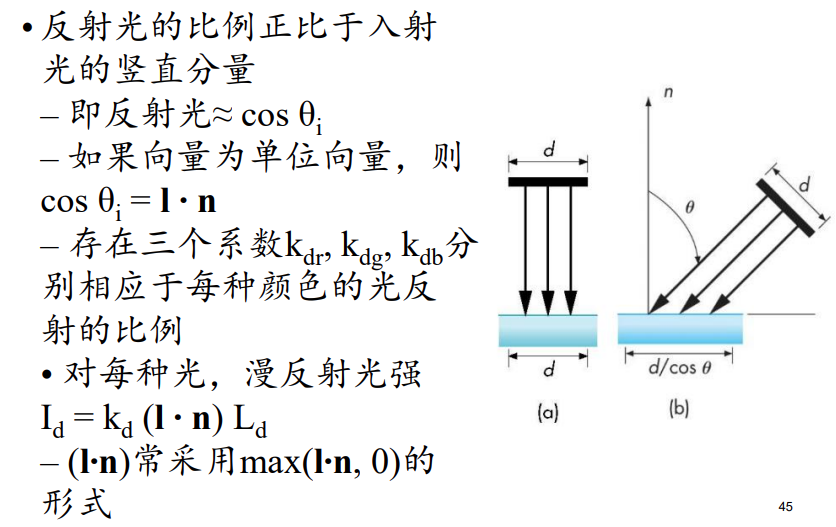 • 反射光的比例正比于入射
光的竖直分量
– 即反射光≈ cos θi
– 如果向量为单位向量，则
cos θi = l · n
– 存在三个系数kdr, kdg, kdb分
别相应于每种颜色的光反
射的比例
• 对每种光，漫反射光强
Id = kd (l · n) Ld
– (l·n)常采用max(l·n, 0)的
形式
d
d
(a)
n
θ
d
d/cos θ
(b)
45